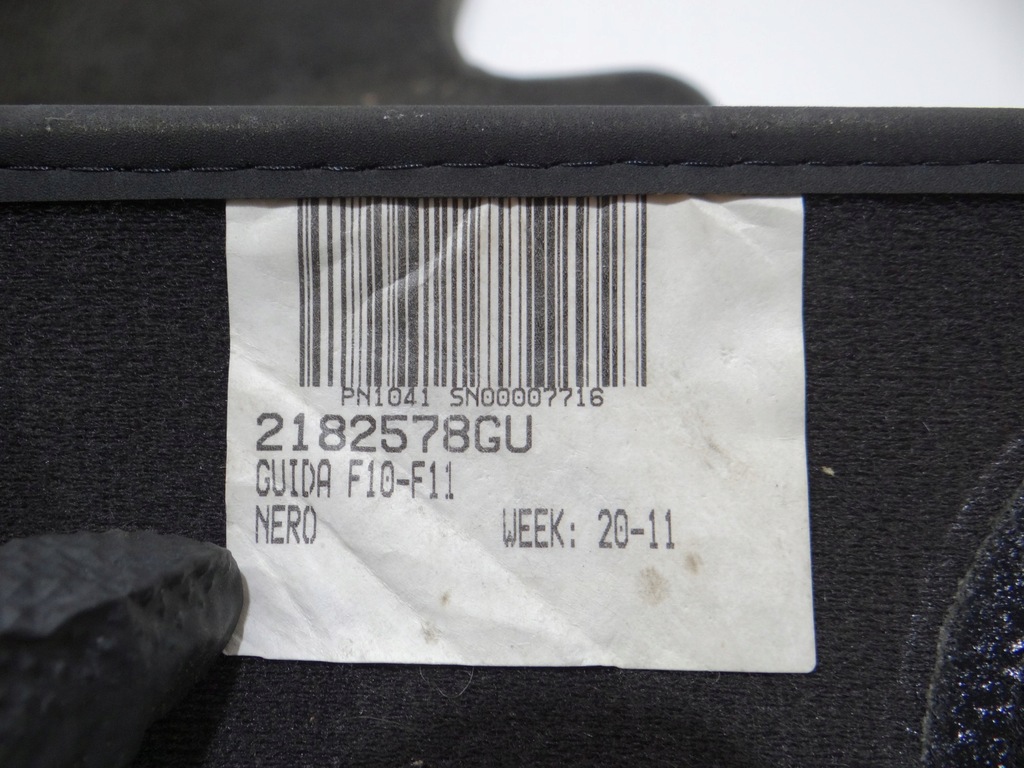 PN1041 SN00007716
2182578GU
GUIDA F10-F11
NERO WEEK: 20-11